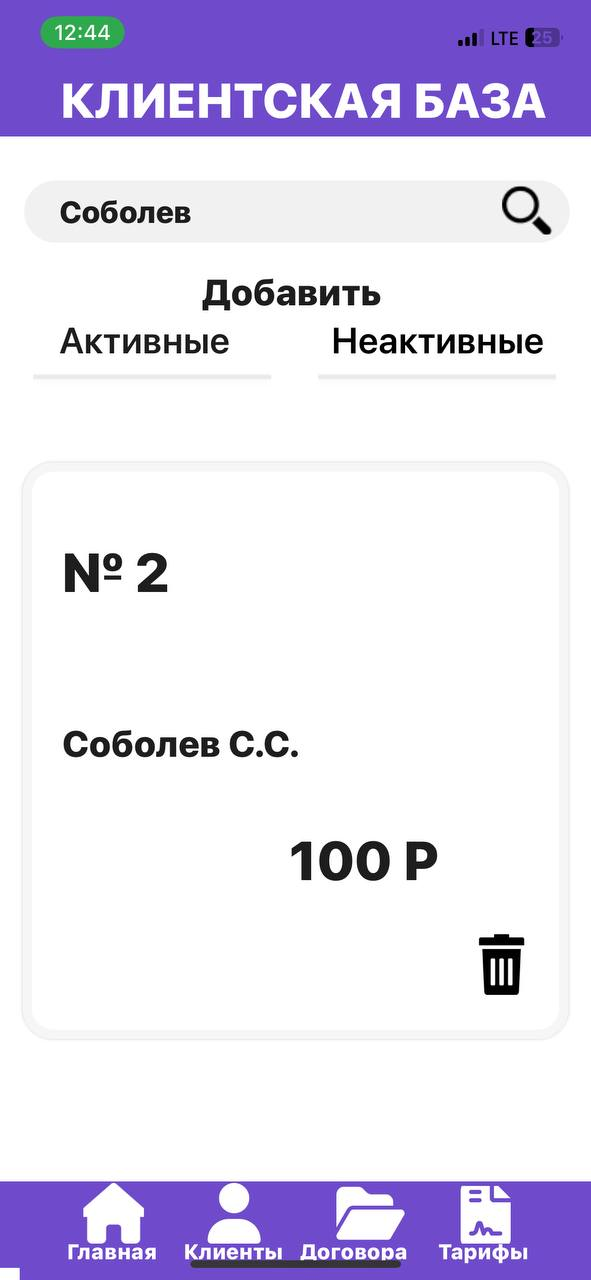 12:44
LTE 25
КЛИЕНТСКАЯ БАЗА
Соболев
Добавить
Активные Неактивные
№ 2
Соболев С.С.
100 Р
Главная Клиенты Договора Тарифы